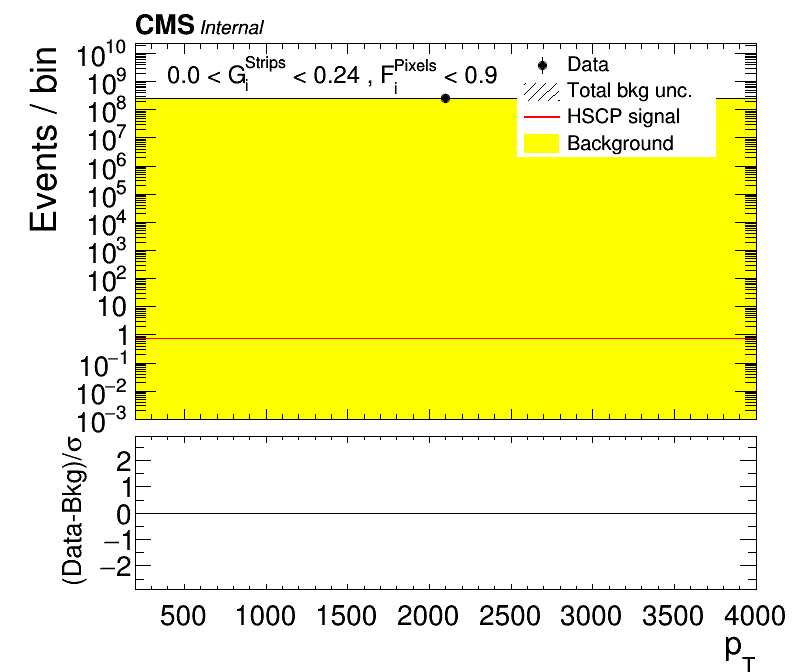 CMS Internal
Events / bin
10^10
10^9
10^8
10^7
10^6
10^5
10^4
10^3
10^2
10
1
10^−1
10^−2
10^−3
0.0 < G_i^Strips < 0.24 , F_i^Pixels < 0.9
Data
Total bkg unc.
HSCP signal
Background
(Data-Bkg)/σ
2
1
0
−1
−2
500 1000 1500 2000 2500 3000 3500 4000
p_T